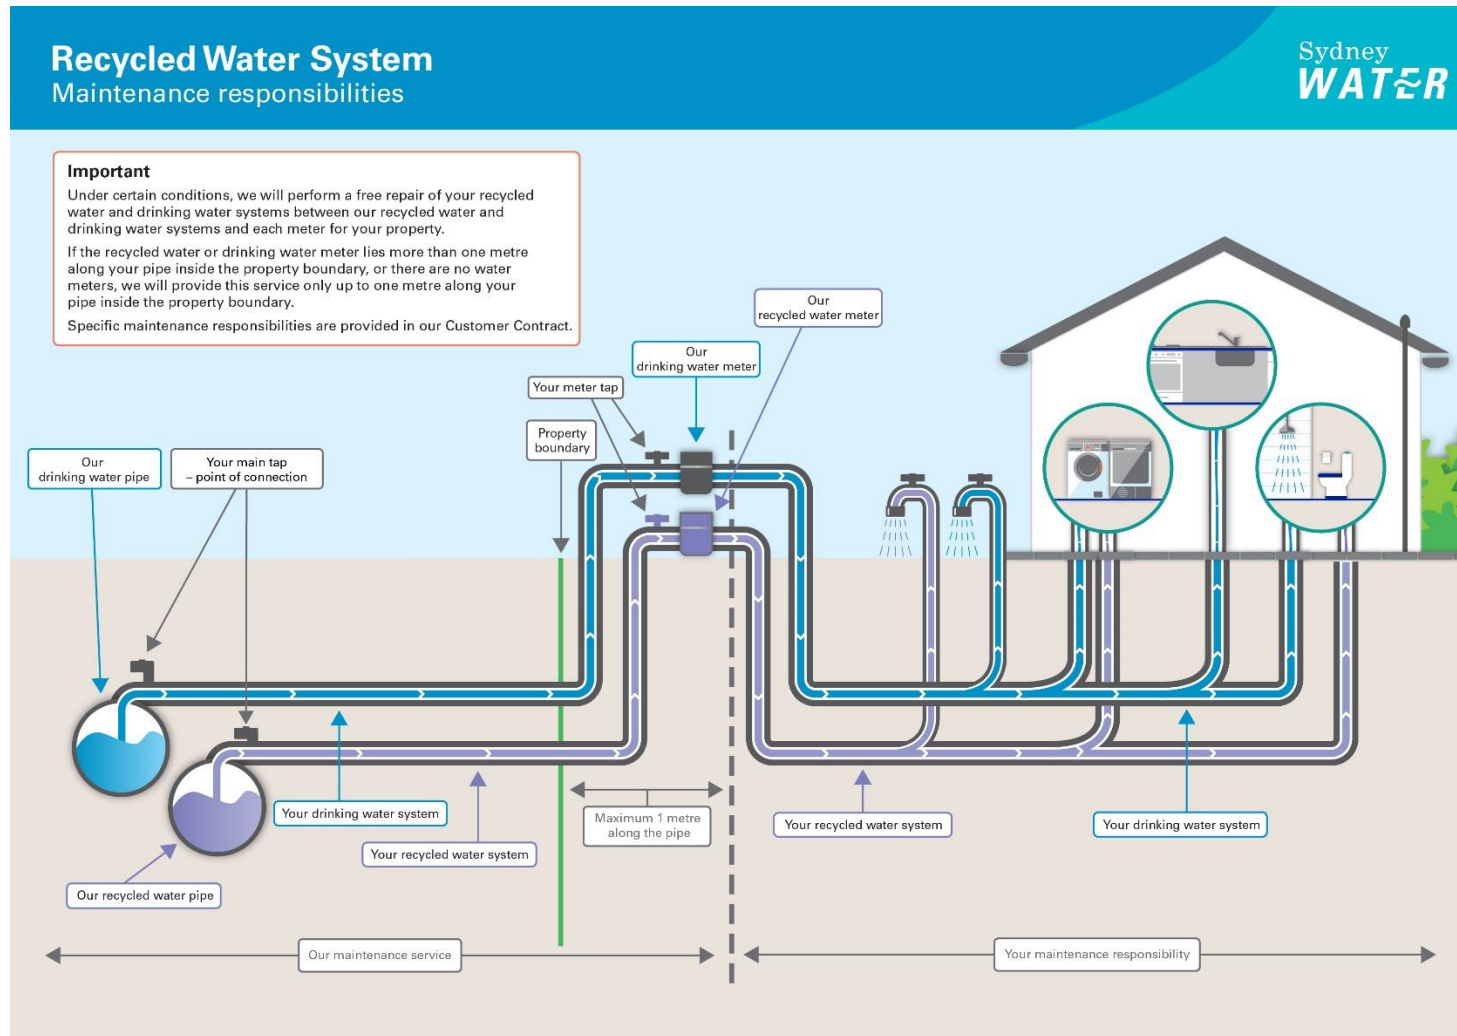 Recycled Water System
Maintenance responsibilities
Sydney
WATER
Important
Under certain conditions, we will perform a free repair of your recycled
water and drinking water systems between our recycled water and
drinking water systems and each meter for your property.
If the recycled water or drinking water meter lies more than one metre
along your pipe inside the property boundary, or there are no water
meters, we will provide this service only up to one metre along your
pipe inside the property boundary.
Specific maintenance responsibilities are provided in our Customer Contract.
Our
recycled water meter
Our
drinking water meter
Your meter tap
Property
boundary
Our
drinking water pipe
Your main tap
– point of connection
Your drinking water system
Your recycled water system
Maximum 1 metre
along the pipe
Your recycled water system
Your drinking water system
Our recycled water pipe
Our maintenance service
Your maintenance responsibility